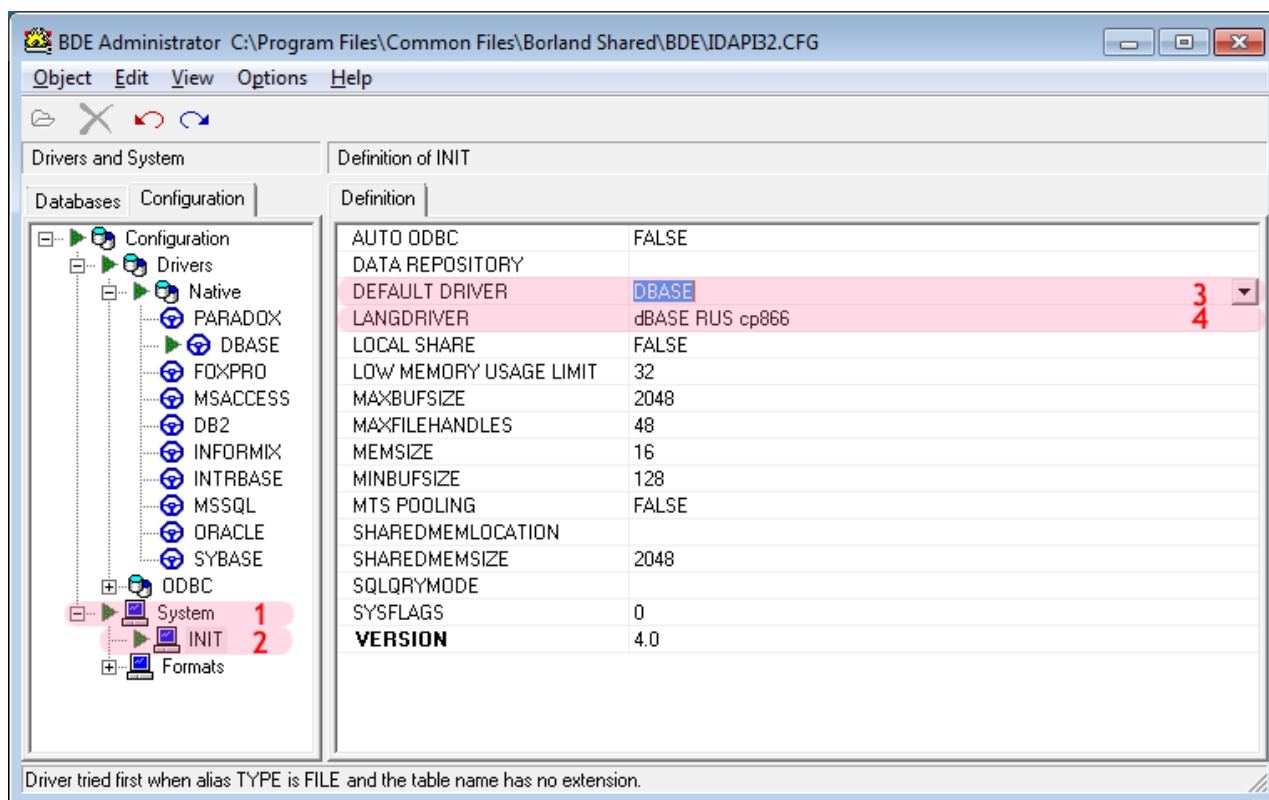 BDE Administrator C:\Program Files\Common Files\Borland Shared\BDE\IDAPI32.CFG
Object Edit View Options Help
Drivers and System
Definition of INIT
Databases Configuration
Definition
Configuration
Drivers
Native
PARADOX
DBASE
FOXPRO
MSACCESS
DB2
INFORMIX
INTRBASE
MSSQL
ORACLE
SYBASE
ODBC
System 1
INIT 2
Formats
AUTO ODBC FALSE
DATA REPOSITORY
DEFAULT DRIVER DBASE 3
LANGDRIVER dBASE RUS cp866 4
LOCAL SHARE FALSE
LOW MEMORY USAGE LIMIT 32
MAXBUFSIZE 2048
MAXFILEHANDLES 48
MEMSIZE 16
MINBUFSIZE 128
MTS POOLING FALSE
SHAREDMEMLOCATION
SHAREDMEMSIZE 2048
SQLQRYMODE
SYSFLAGS 0
VERSION 4.0
Driver tried first when alias TYPE is FILE and the table name has no extension.